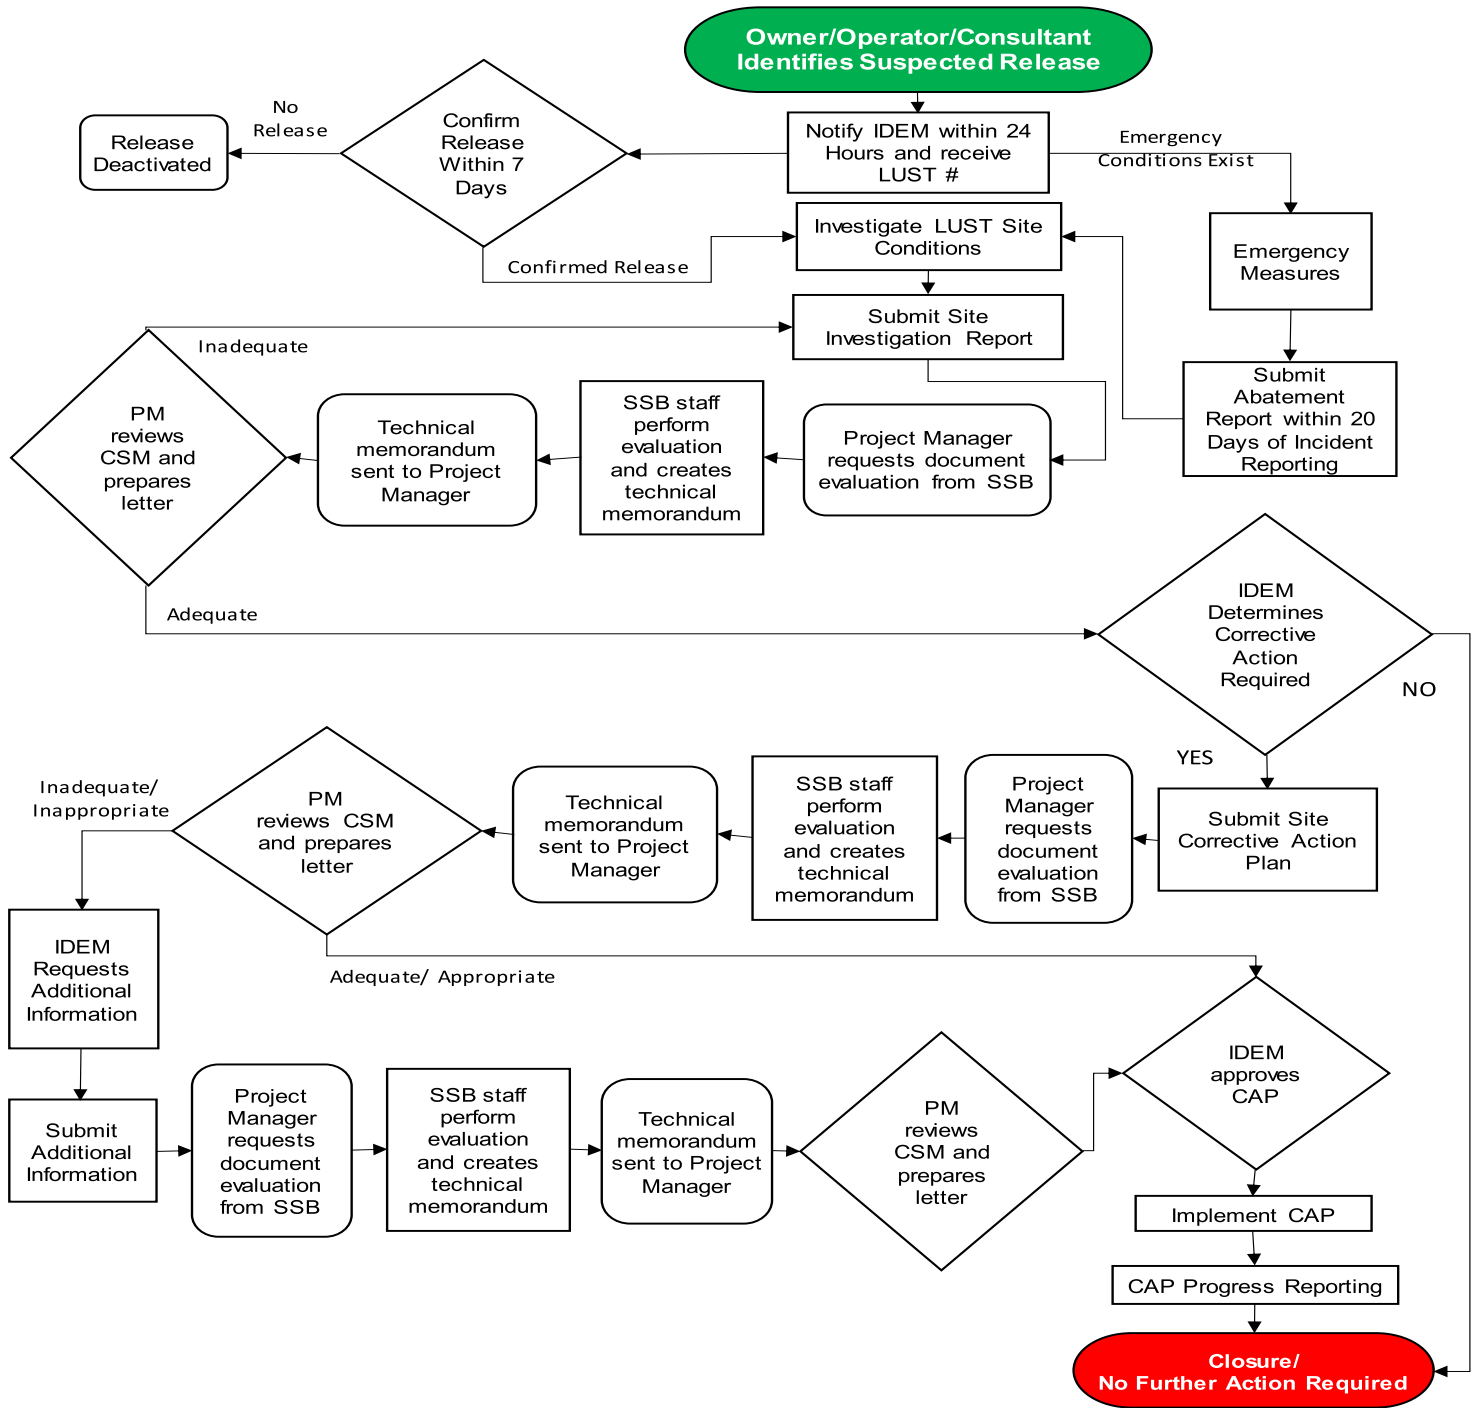 Owner/Operator/Consultant
Identifies Suspected Release
No
Release
Release
Deactivated
Confirm
Release
Within 7
Days
Notify IDEM within 24
Hours and receive
LUST #
Emergency
Conditions Exist
Investigate LUST Site
Conditions
Confirmed Release
Emergency
Measures
Submit Site
Investigation Report
Inadequate
Submit
Abatement
Report within 20
Days of Incident
Reporting
PM
reviews
CSM and
prepares
letter
Technical
memorandum
sent to Project
Manager
SSB staff
perform
evaluation
and creates
technical
memorandum
Project Manager
requests document
evaluation from SSB
Adequate
IDEM
Determines
Corrective
Action
Required
NO
YES
Submit Site
Corrective Action
Plan
Project
Manager
requests
document
evaluation
from SSB
SSB staff
perform
evaluation
and creates
technical
memorandum
Technical
memorandum
sent to Project
Manager
PM
reviews CSM
and prepares
letter
Inadequate/
Inappropriate
Adequate/ Appropriate
IDEM
Requests
Additional
Information
Submit
Additional
Information
Project
Manager
requests
document
evaluation
from SSB
SSB staff
perform
evaluation
and creates
technical
memorandum
Technical
memorandum
sent to Project
Manager
PM
reviews
CSM and
prepares
letter
IDEM
approves
CAP
Implement CAP
CAP Progress Reporting
Closure/
No Further Action Required